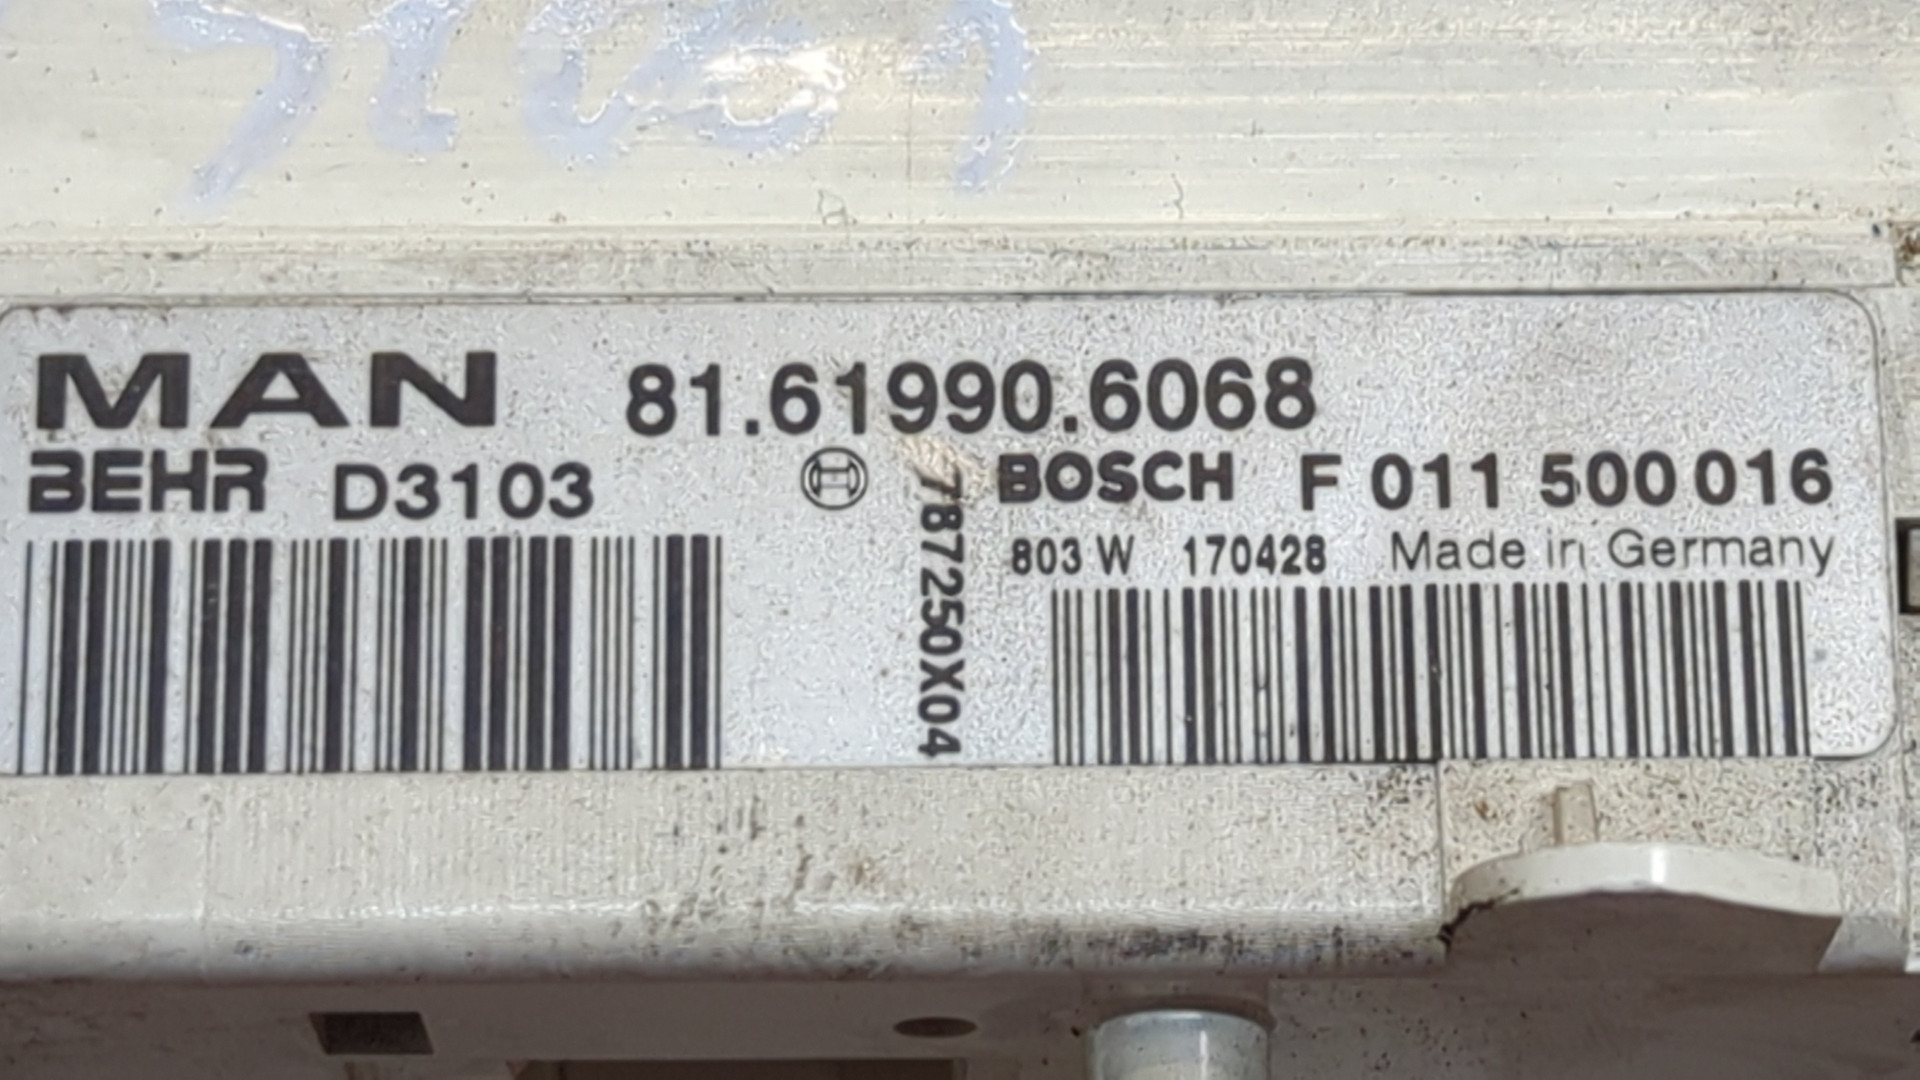 MAN 81.61990.6068
BEHR D3103 BOSCH F 011 500 016
803 W 170428 Made in Germany
787250X04